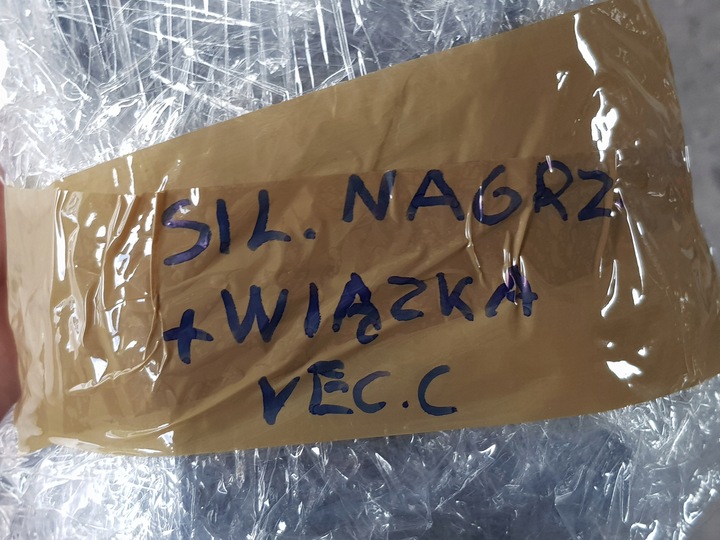 SIL. NAGRZ
+ WIĄZKA
VEC.C